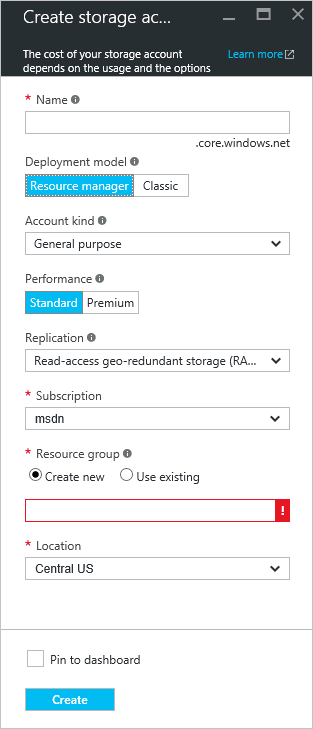 Create storage ac...
The cost of your storage account
depends on the usage and the options
Learn more
* Name
.core.windows.net
Deployment model
Resource manager
Classic
Account kind
General purpose
Performance
Standard
Premium
Replication
Read-access geo-redundant storage (RA...
* Subscription
msdn
* Resource group
Create new
Use existing
!
* Location
Central US
Pin to dashboard
Create